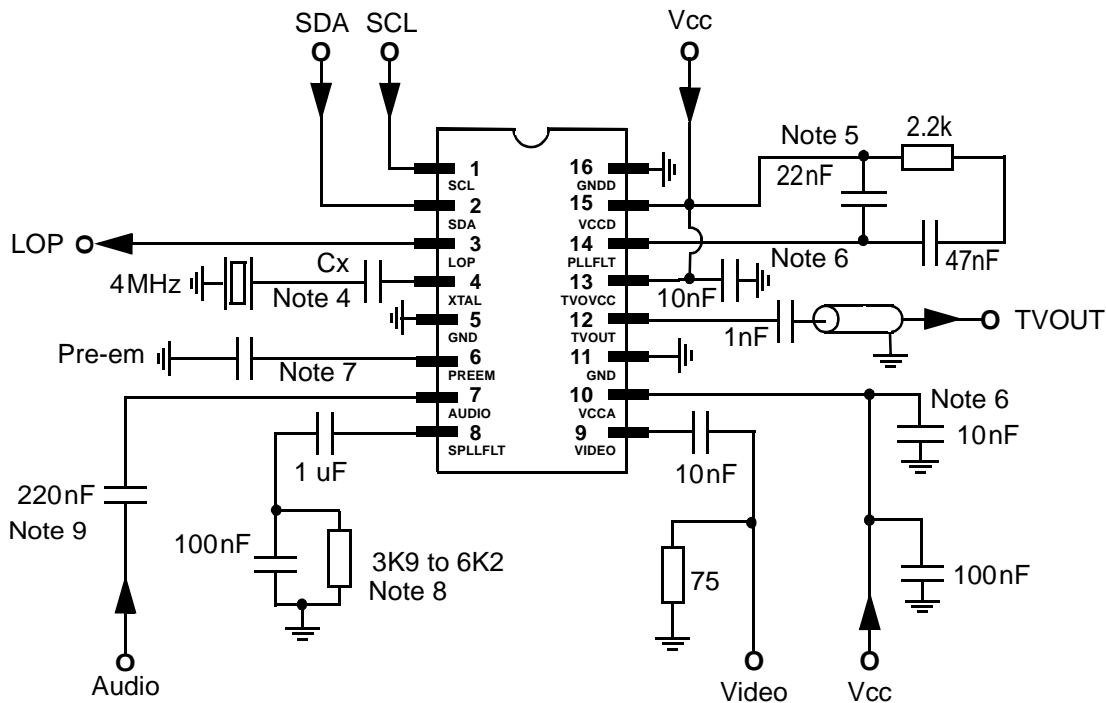 SDA SCL
Vcc
2.2k
Note 5
22nF
1
SCL
16
GNDD
2
SDA
15
VCCD
LOP
3
LOP
14
PLLFLT
Note 6
47nF
4MHz
Cx
Note 4
4
XTAL
13
TVOVCC
10nF
5
GND
12
TVOUT
1nF
TVOUT
Pre-em
Note 7
6
PREEM
11
GND
7
AUDIO
10
VCCA
Note 6
10nF
8
SPLLFLT
9
VIDEO
1 uF
10nF
220nF
Note 9
100nF
3K9 to 6K2
Note 8
75
100nF
Audio
Video
Vcc